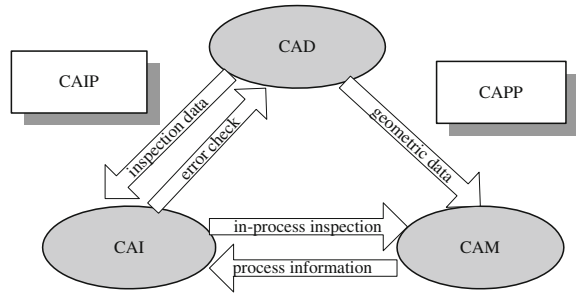 CAD
CAIP
CAPP
inspection data
error check
geometric data
CAI
in-process inspection
CAM
process information